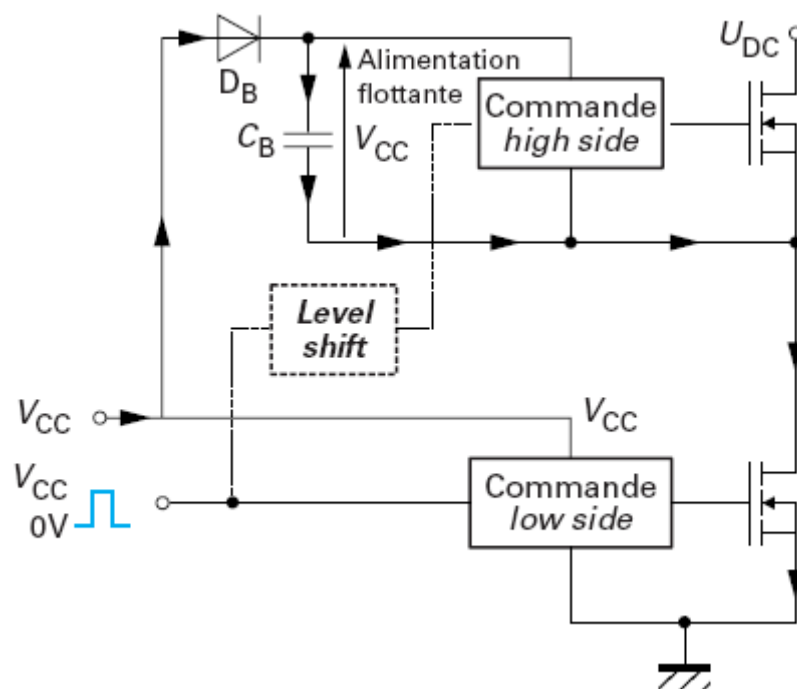 U_DC
D_B
Alimentation
flottante
Commande
high side
C_B
V_CC
Level
shift
V_CC
V_CC
V_CC
0V
Commande
low side